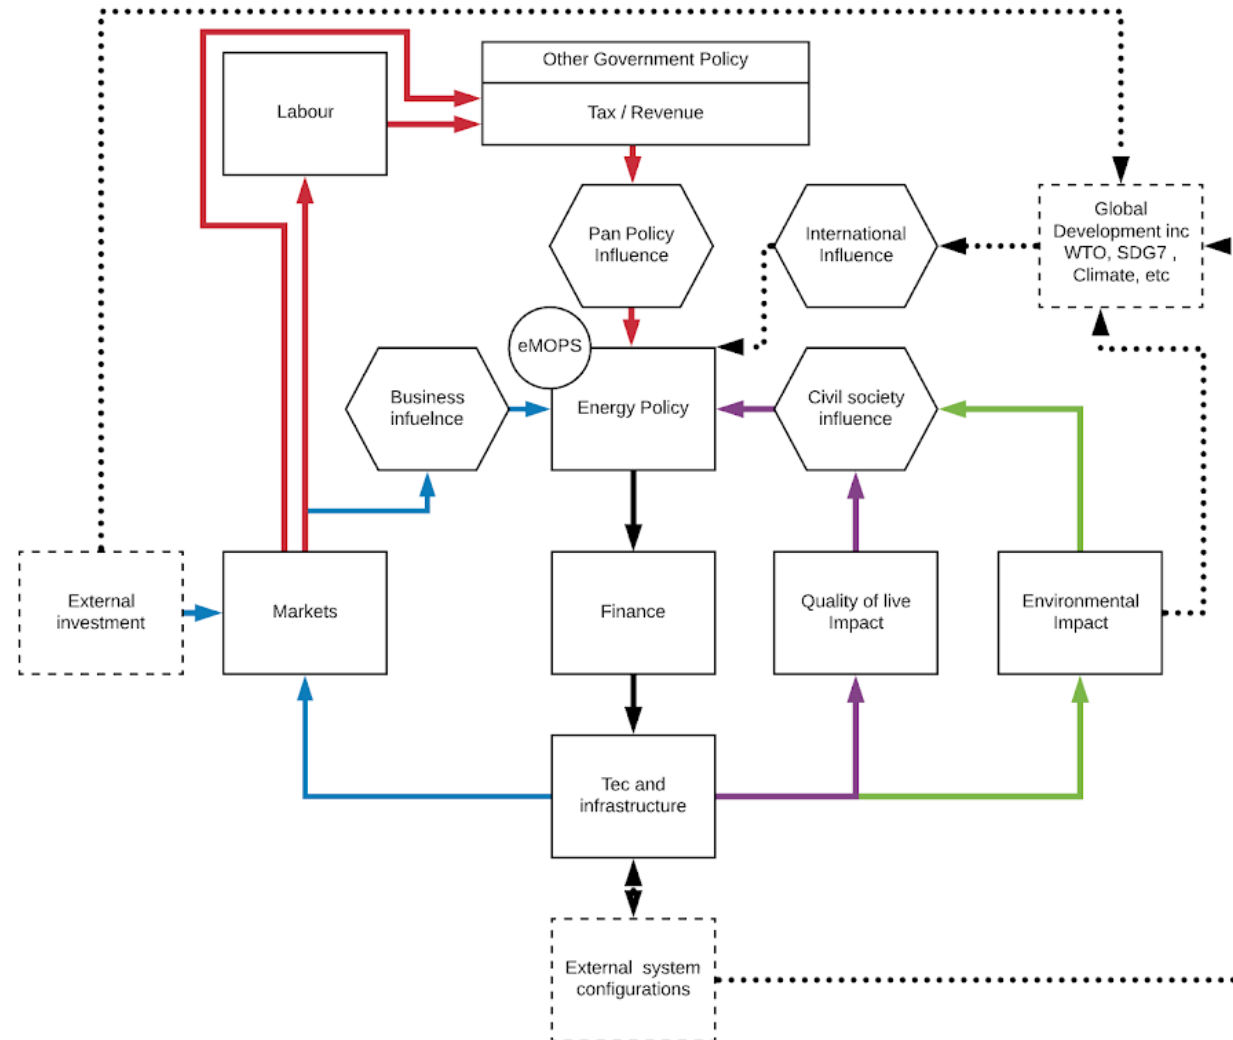 Other Government Policy
Labour
Tax / Revenue
Global
Development inc
WTO, SDG7 ,
Climate, etc
Pan Policy
Influence
International
Influence
eMOPS
Business
infuelnce
Energy Policy
Civil society
influence
External
investment
Markets
Finance
Quality of live
Impact
Environmental
Impact
Tec and
infrastructure
External system
configurations